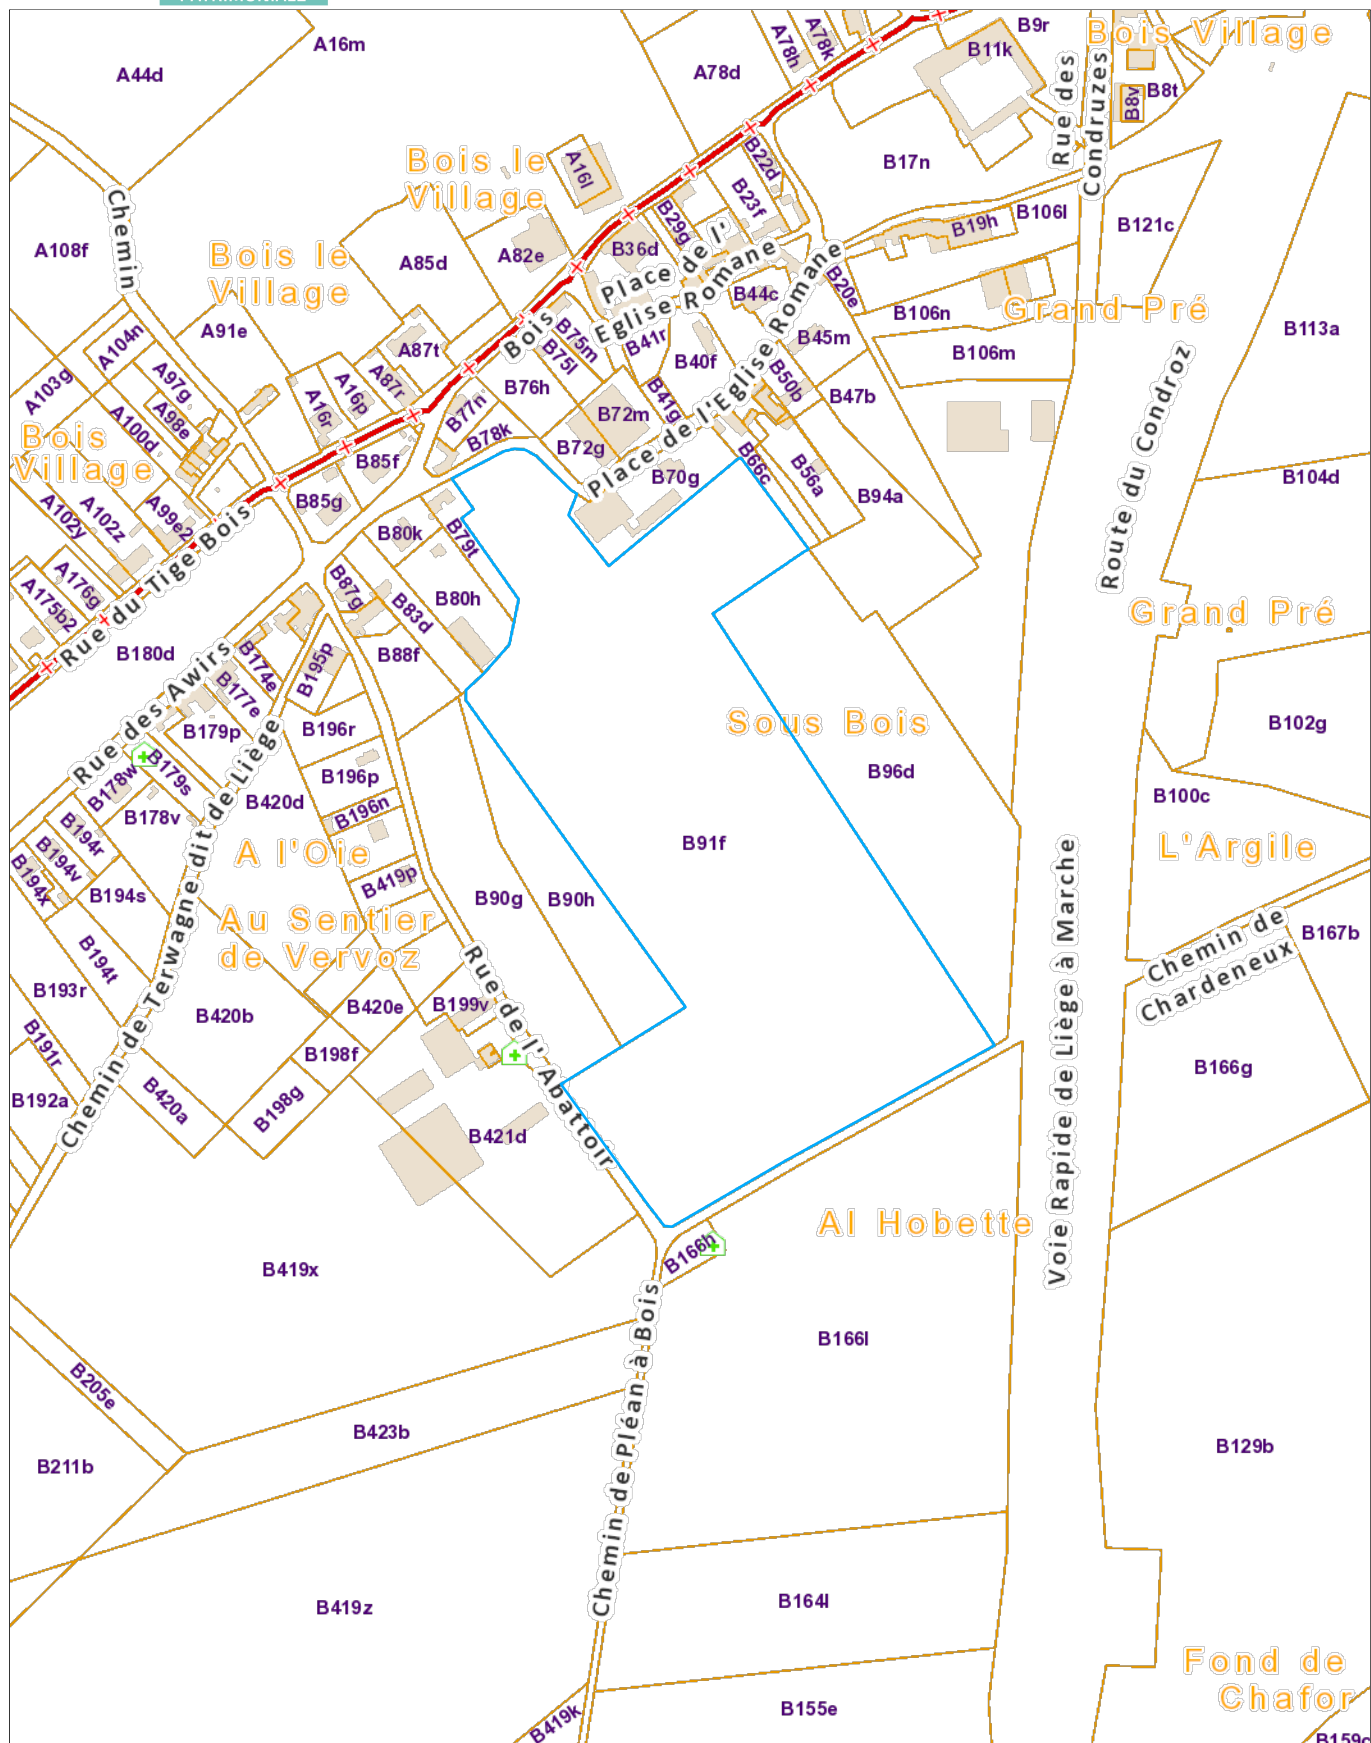 A16m
A44d
A78d
A78h
A78k
B9r
B11k
Bois Village
Rue des
Condruzes
B8v
B8t
Bois le
Village
A16l
B22d
B23f
B17n
Chemin
A108f
Bois le
Village
A85d
A82e
B36d
B29g
Place de l'
Eglise Romane
B19h
B106l
B121c
B44c
B20e
B106n
Grand Pré
B113a
A104n
A91e
A87t
Bois
B75m
B75l
B41r
B40f
B45m
B106m
A103g
A97g
A98e
A100d
A16r
A16p
A87r
B76h
B77n
B78k
B72m
B72g
B41g
B50b
B47b
Place de l'Eglise Romane
Route du Condroz
Bois
Village
B85f
B85g
B70g
B66c
B56a
B94a
B104d
A102y
A102z
A99e2
A176g
A175b2
Rue du Tige Bois
B80k
B79t
B80h
B87g
B83d
B88f
Grand Pré
B180d
Rue des Awirs
B174e
B177e
B195p
B179p
B196r
Sous Bois
B102g
B178w
B179s
B178v
B420d
B196p
B196n
B96d
B100c
B194r
B194v
B194x
B194s
A l'Oie
B419p
B91f
L'Argile
Chemin de Terwagne dit de Liège
Au Sentier
de Vervoz
B90g
B90h
Voie Rapide de Liège à Marche
Chemin de
Chardeneux
B167b
B194t
B193r
B191r
B192a
B420b
B420e
B199v
B198f
B198g
B420a
Rue de l'Abattoir
B421d
B166g
Al Hobette
B166h
B419x
B166l
Chemin de Pléan à Bois
B205e
B423b
B211b
B129b
B419z
B164l
Fond de
Chafor
B419k
B155e